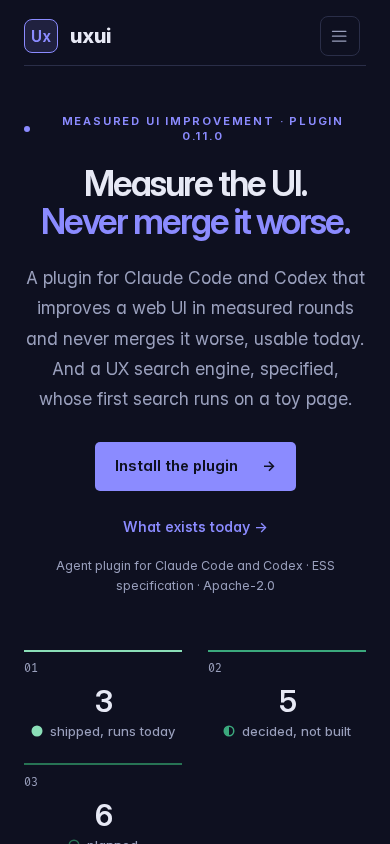 Ux uxui
MEASURED UI IMPROVEMENT · PLUGIN
0.11.0
Measure the UI.
Never merge it worse.
A plugin for Claude Code and Codex that
improves a web UI in measured rounds
and never merges it worse, usable today.
And a UX search engine, specified,
whose first search runs on a toy page.
Install the plugin →
What exists today →
Agent plugin for Claude Code and Codex · ESS
specification · Apache-2.0
01
3
shipped, runs today
02
5
decided, not built
03
6
planned